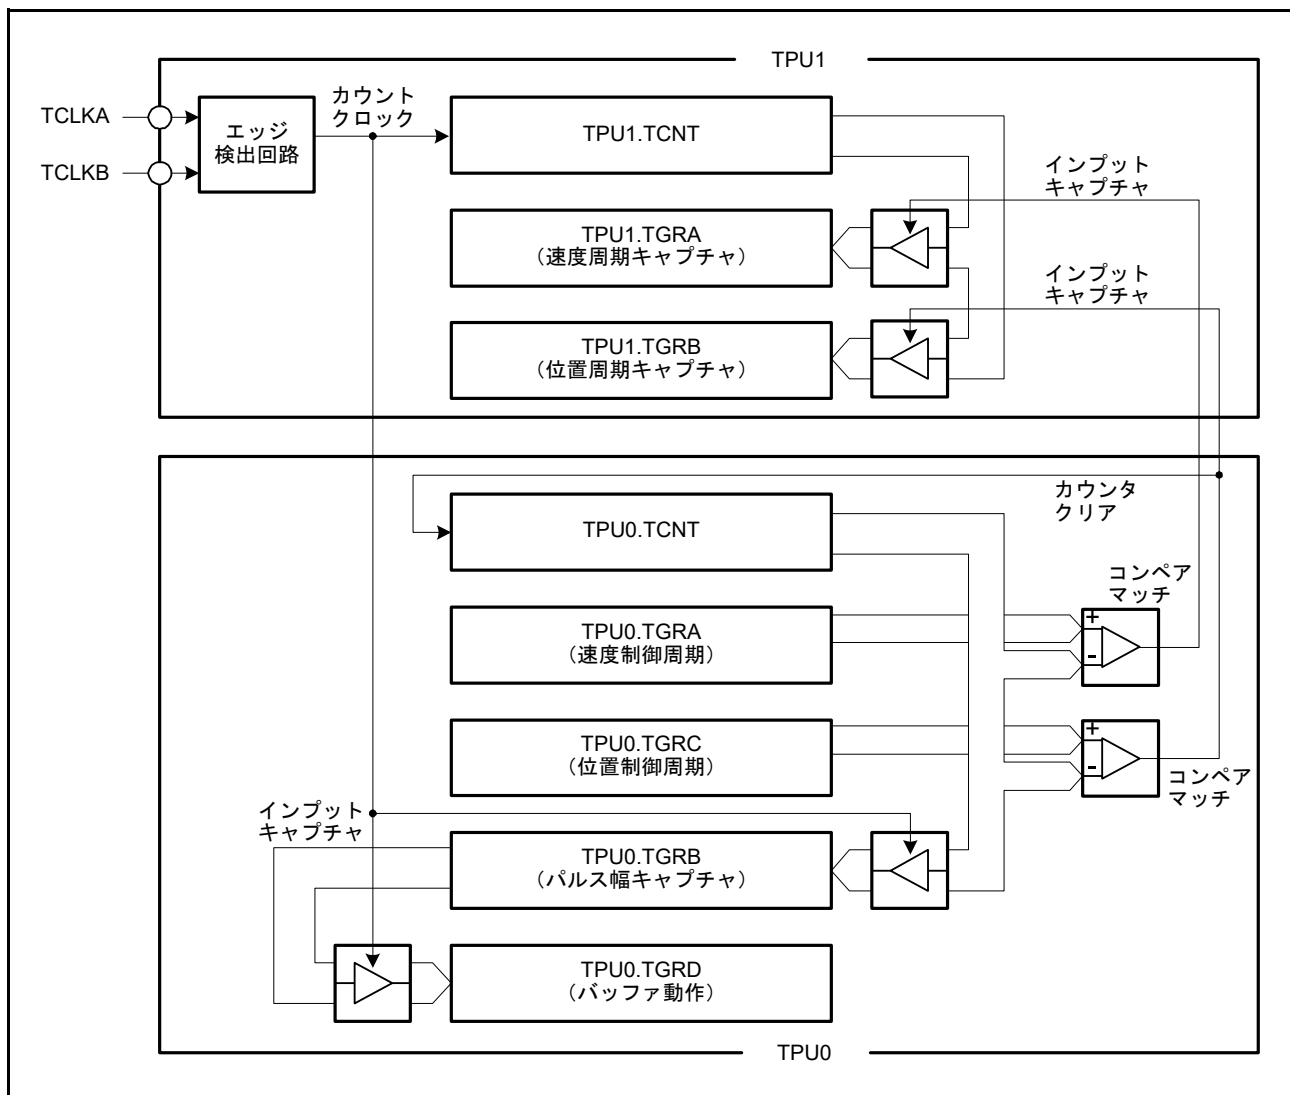 TPU1
TCLKA
TCLKB
エッジ
検出回路
カウント
クロック
TPU1.TCNT
インプット
キャプチャ
TPU1.TGRA
（速度周期キャプチャ）
インプット
キャプチャ
TPU1.TGRB
（位置周期キャプチャ）
カウンタ
クリア
TPU0.TCNT
コンペア
マッチ
+
-
TPU0.TGRA
（速度制御周期）
TPU0.TGRC
（位置制御周期）
+
-
コンペア
マッチ
インプット
キャプチャ
TPU0.TGRB
（パルス幅キャプチャ）
TPU0.TGRD
（バッファ動作）
TPU0